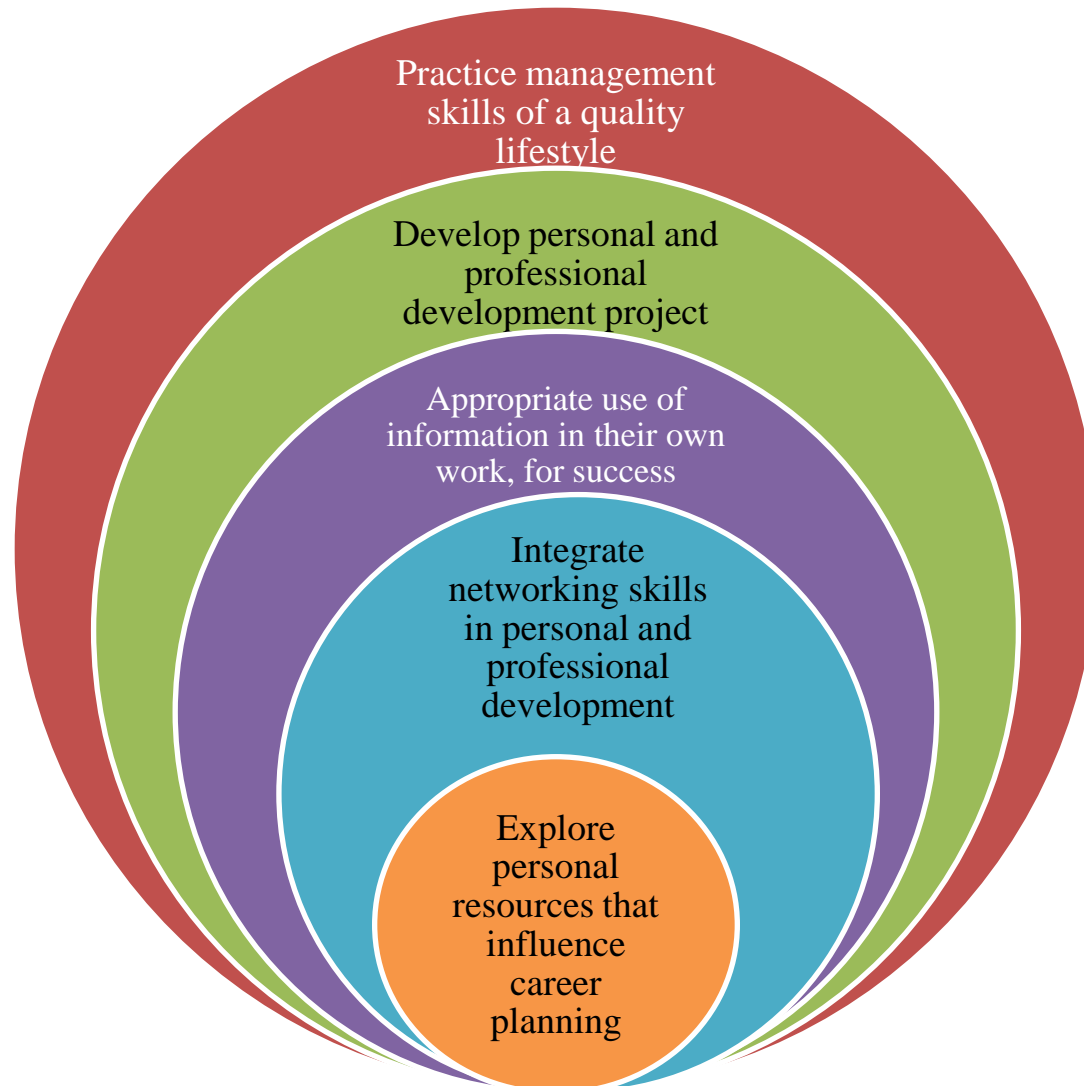 Practice management
skills of a quality
lifestyle
Develop personal and
professional
development project
Appropriate use of
information in their own
work, for success
Integrate
networking skills
in personal and
professional
development
Explore
personal
resources that
influence
career
planning